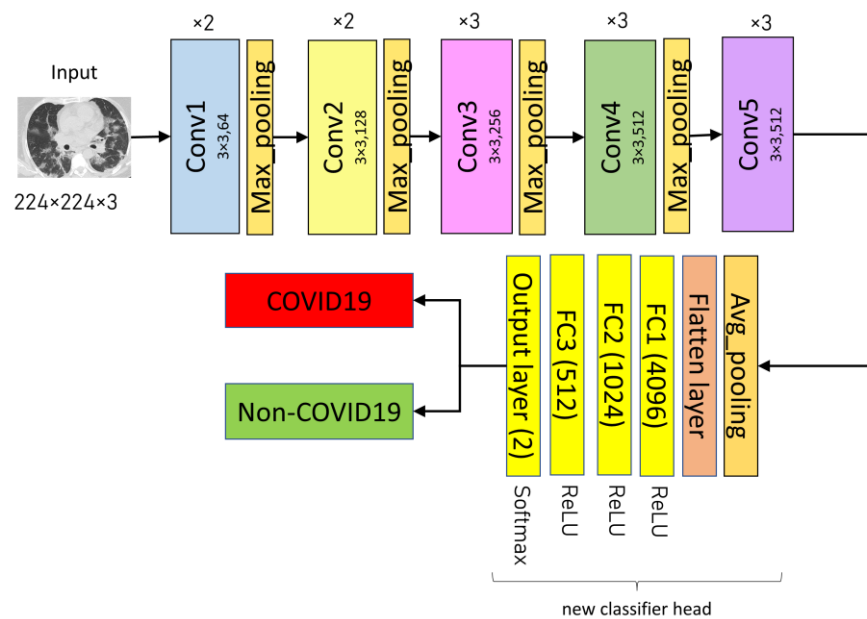 ×2
×2
×3
×3
×3
Input
224×224×3
Conv1
3×3,64
Max_pooling
Conv2
3×3,128
Max_pooling
Conv3
3×3,256
Max_pooling
Conv4
3×3,512
Max_pooling
Conv5
3×3,512
Avg_pooling
Flatten layer
FC1 (4096)
ReLU
FC2 (1024)
ReLU
FC3 (512)
ReLU
Output layer (2)
Softmax
COVID19
Non-COVID19
new classifier head